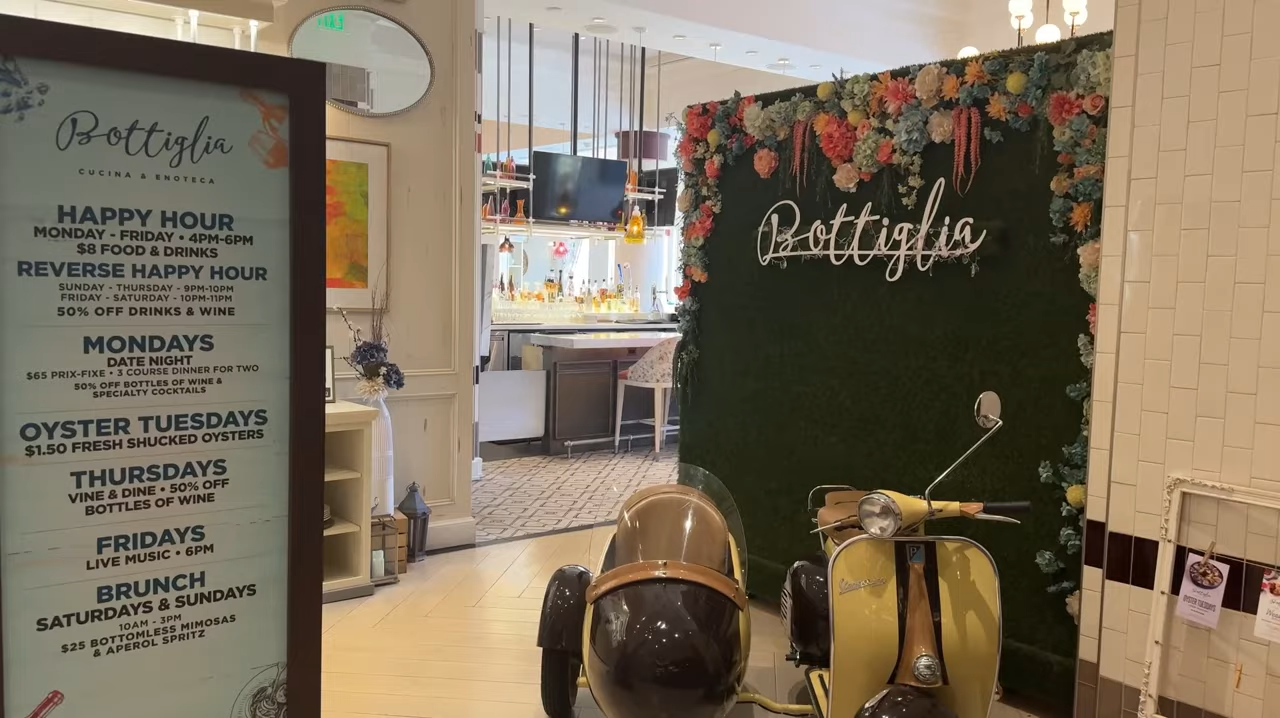 Bottiglia
CUCINA & ENOTECA
HAPPY HOUR
MONDAY - FRIDAY • 4PM-6PM
$8 FOOD & DRINKS
REVERSE HAPPY HOUR
SUNDAY - THURSDAY - 9PM-10PM
FRIDAY - SATURDAY - 10PM-11PM
50% OFF DRINKS & WINE
MONDAYS
DATE NIGHT
$65 PRIX-FIXE • 3 COURSE DINNER FOR TWO
50% OFF BOTTLES OF WINE &
SPECIALTY COCKTAILS
OYSTER TUESDAYS
$1.50 FRESH SHUCKED OYSTERS
THURSDAYS
VINE & DINE • 50% OFF
BOTTLES OF WINE
FRIDAYS
LIVE MUSIC • 6PM
BRUNCH
SATURDAYS & SUNDAYS
10AM - 3PM
$25 BOTTOMLESS MIMOSAS
& APEROL SPRITZ
Bottiglia
OYSTER TUESDAYS